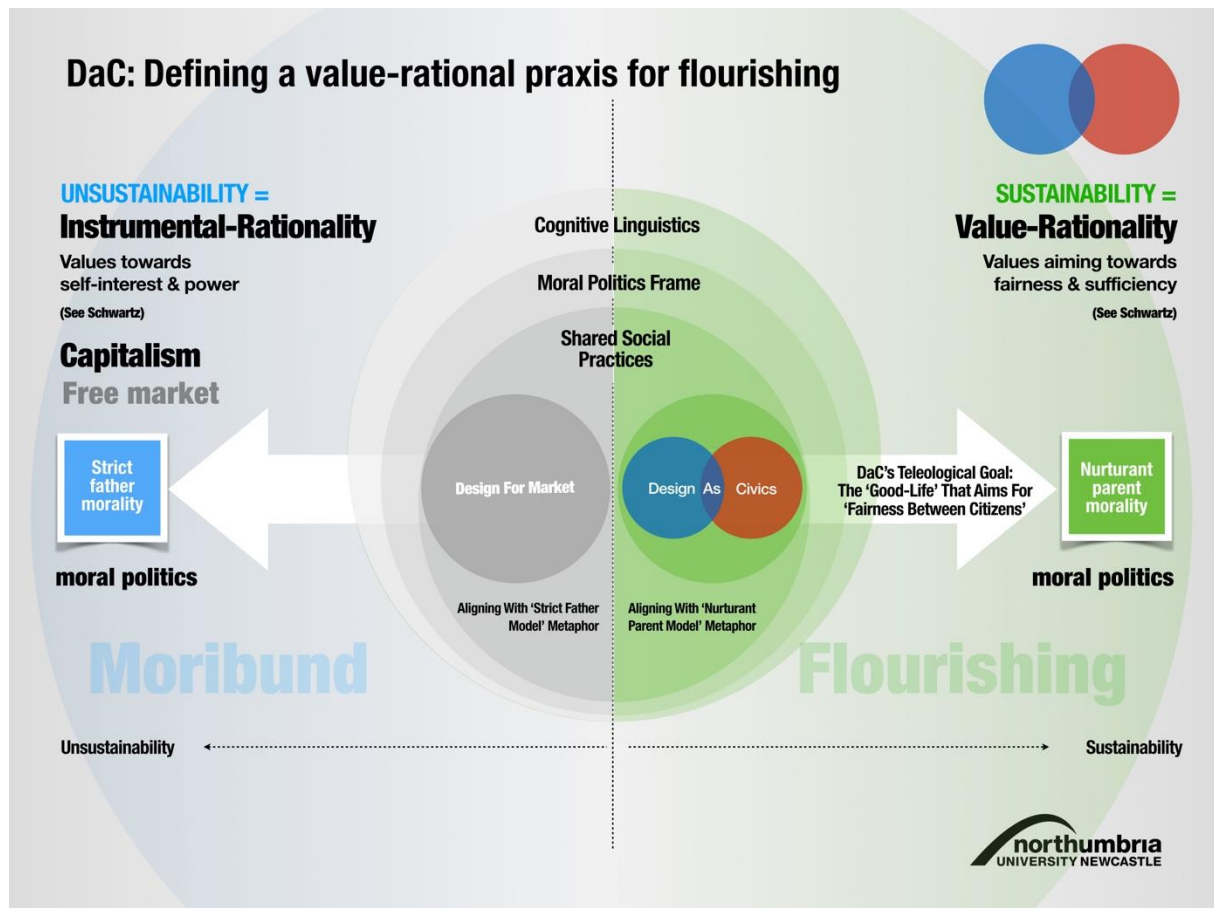 DaC: Defining a value-rational praxis for flourishing
UNSUSTAINABILITY =
Instrumental-Rationality
Values towards
self-interest & power
(See Schwartz)
Capitalism
Free market
Strict
father
morality
moral politics
Moribund
Cognitive Linguistics
Moral Politics Frame
Shared Social
Practices
Design For Market
Design As Civics
Aligning With ‘Strict Father
Model’ Metaphor
Aligning With ‘Nurturant
Parent Model’ Metaphor
SUSTAINABILITY =
Value-Rationality
Values aiming towards
fairness & sufficiency
(See Schwartz)
DaC’s Teleological Goal:
The ‘Good-Life’ That Aims For
‘Fairness Between Citizens’
Nurturant
parent
morality
moral politics
Flourishing
Unsustainability
Sustainability
northumbria
UNIVERSITY NEWCASTLE